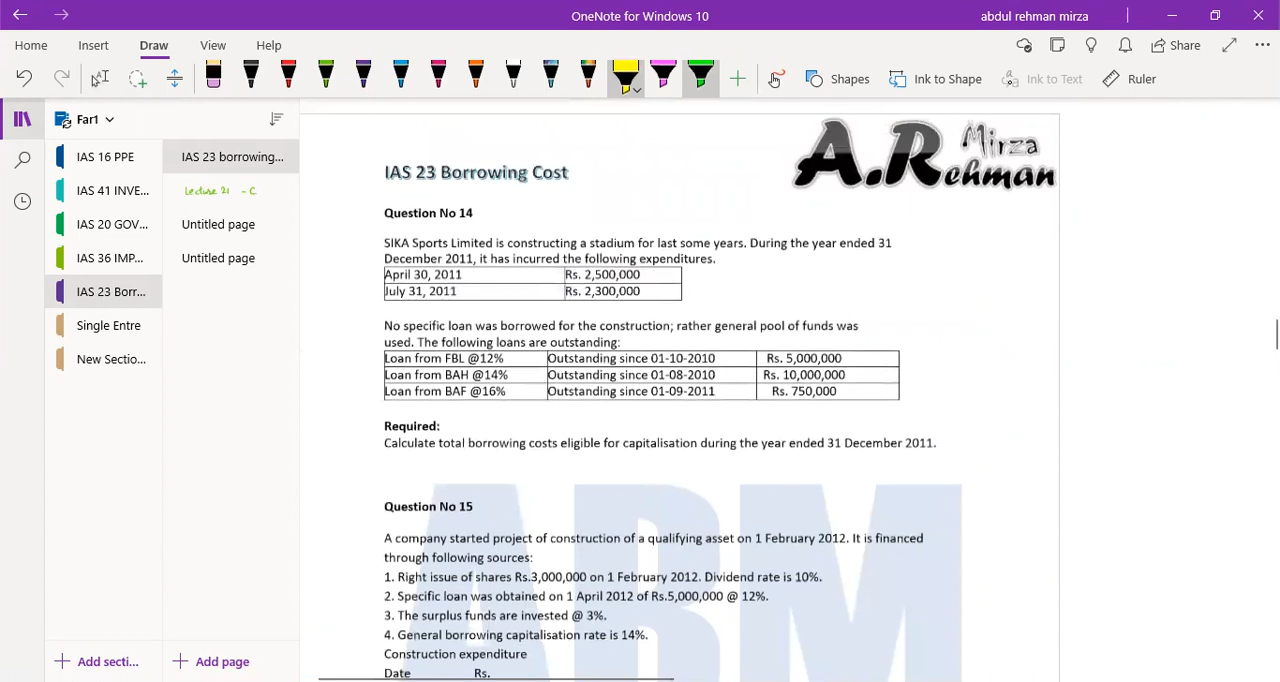 OneNote for Windows 10
abdul rehman mirza
Home Insert Draw View Help
Share
Shapes Ink to Shape Ink to Text Ruler
Far1
IAS 16 PPE
IAS 41 INVE...
IAS 20 GOV...
IAS 36 IMP...
IAS 23 Borr...
Single Entre
New Sectio...
Add secti...
IAS 23 borrowing...
Lecture 21 - C
Untitled page
Untitled page
Add page
A.Rehman Mirza
IAS 23 Borrowing Cost
Question No 14
SIKA Sports Limited is constructing a stadium for last some years. During the year ended 31
December 2011, it has incurred the following expenditures.
April 30, 2011 Rs. 2,500,000
July 31, 2011 Rs. 2,300,000
No specific loan was borrowed for the construction; rather general pool of funds was
used. The following loans are outstanding:
Loan from FBL @12% Outstanding since 01-10-2010 Rs. 5,000,000
Loan from BAH @14% Outstanding since 01-08-2010 Rs. 10,000,000
Loan from BAF @16% Outstanding since 01-09-2011 Rs. 750,000
Required:
Calculate total borrowing costs eligible for capitalisation during the year ended 31 December 2011.
ARM
Question No 15
A company started project of construction of a qualifying asset on 1 February 2012. It is financed
through following sources:
1. Right issue of shares Rs.3,000,000 on 1 February 2012. Dividend rate is 10%.
2. Specific loan was obtained on 1 April 2012 of Rs.5,000,000 @ 12%.
3. The surplus funds are invested @ 3%.
4. General borrowing capitalisation rate is 14%.
Construction expenditure
Date Rs.